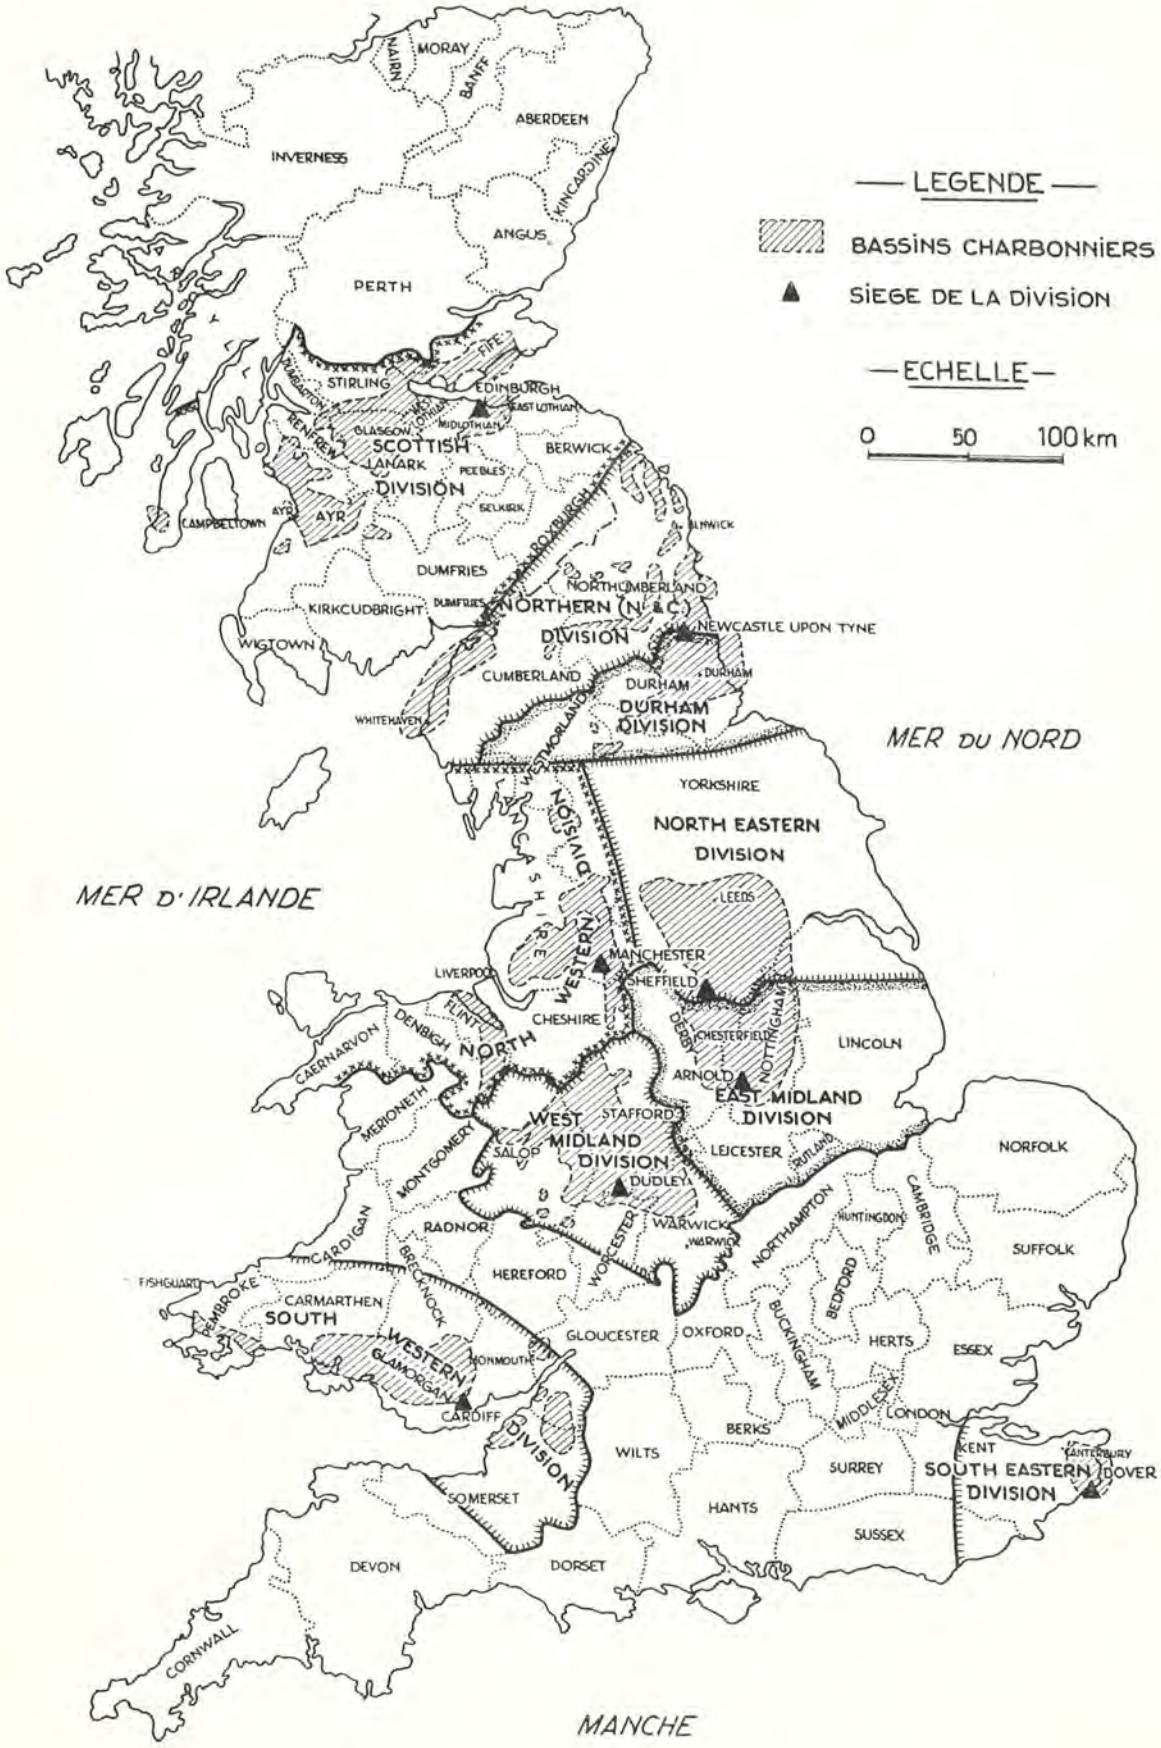 NAIRN
MORAY
BANFF
ABERDEEN
INVERNESS
KINCARDINE
ANGUS
PERTH
LEGENDE
BASSINS CHARBONNIERS
SIEGE DE LA DIVISION
ECHELLE
0 50 100 km
FIFE
DUMBARTON
STIRLING
EDINBURGH
WEST LOTHIAN
EAST LOTHIAN
MIDLOTHIAN
RENFREW
GLASGOW
SCOTTISH
DIVISION
LANARK
PEEBLES
BERWICK
SELKIRK
ROXBURGH
AYR
AYR
CAMPBELTOWN
ALNWICK
DUMFRIES
DUMFRIES
KIRKCUDBRIGHT
WIGTOWN
NORTHUMBERLAND
NORTHERN (N. & C.)
DIVISION
NEWCASTLE UPON TYNE
CUMBERLAND
DURHAM
DURHAM
DURHAM
DIVISION
WHITEHAVEN
WESTMORLAND
MER DU NORD
YORKSHIRE
NORTH EASTERN
DIVISION
LANCASHIRE
MER D'IRLANDE
LEEDS
NORTH WESTERN DIVISION
MANCHESTER
SHEFFIELD
LIVERPOOL
CHESHIRE
FLINT
DENBIGH
CAERNARVON
MERIONETH
MONTGOMERY
DERBY
CHESTERFIELD
NOTTINGHAM
LINCOLN
ARNOLD
EAST MIDLAND
DIVISION
WEST
MIDLAND
DIVISION
STAFFORD
SALOP
DUDLEY
LEICESTER
RUTLAND
NORFOLK
CAMBRIDGE
HUNTINGDON
NORTHAMPTON
SUFFOLK
WARWICK
WARWICK
WORCESTER
RADNOR
CARDIGAN
BRECKNOCK
HEREFORD
FISHGUARD
PEMBROKE
CARMARTHEN
SOUTH
WESTERN
DIVISION
GLAMORGAN
MONMOUTH
CARDIFF
GLOUCESTER
OXFORD
BUCKINGHAM
BEDFORD
HERTS
ESSEX
MIDDLESEX
LONDON
BERKS
WILTS
SURREY
KENT
CANTERBURY
DOVER
SOUTH EASTERN
DIVISION
HANTS
SUSSEX
SOMERSET
DEVON
DORSET
CORNWALL
MANCHE